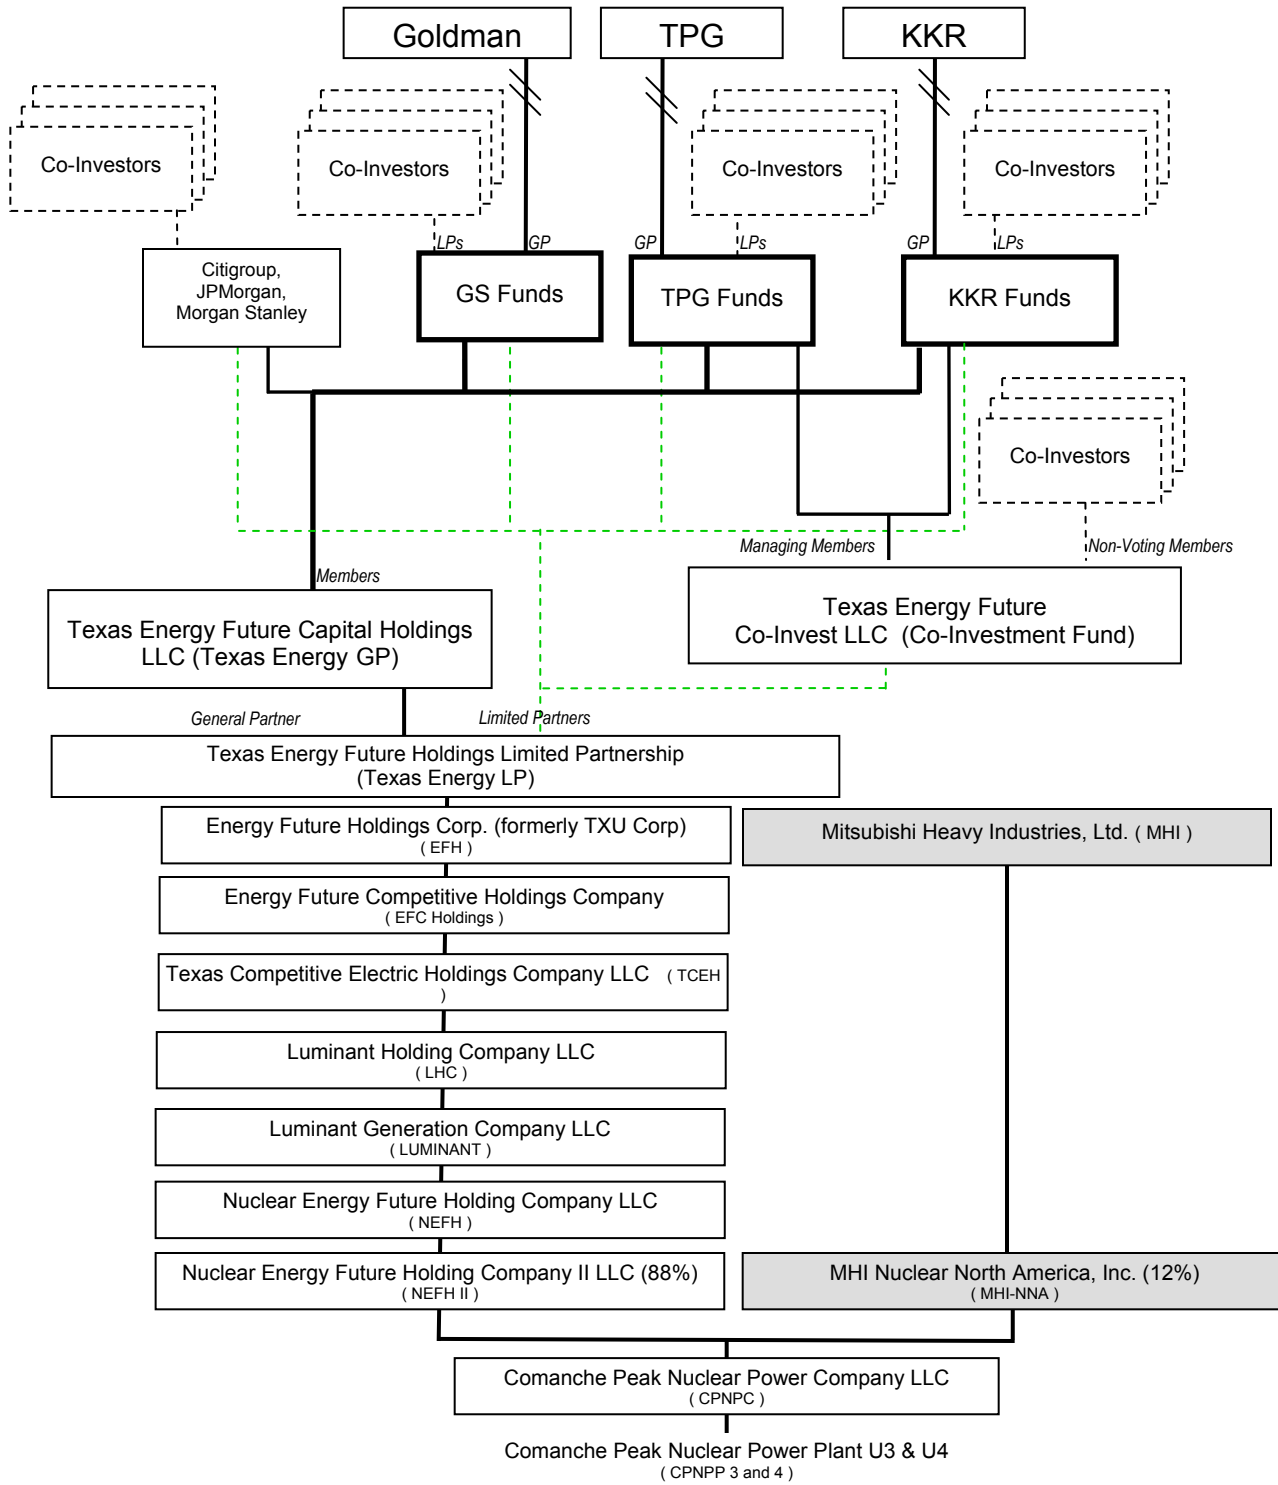 Goldman
TPG
KKR
Co-Investors
Co-Investors
Co-Investors
Co-Investors
LPs
GP
GP
LPs
GP
LPs
Citigroup,
JPMorgan,
Morgan Stanley
GS Funds
TPG Funds
KKR Funds
Co-Investors
Managing Members
Non-Voting Members
Members
Texas Energy Future Capital Holdings
LLC (Texas Energy GP)
Texas Energy Future
Co-Invest LLC (Co-Investment Fund)
General Partner
Limited Partners
Texas Energy Future Holdings Limited Partnership
(Texas Energy LP)
Energy Future Holdings Corp. (formerly TXU Corp)
( EFH )
Mitsubishi Heavy Industries, Ltd. ( MHI )
Energy Future Competitive Holdings Company
( EFC Holdings )
Texas Competitive Electric Holdings Company LLC ( TCEH
)
Luminant Holding Company LLC
( LHC )
Luminant Generation Company LLC
( LUMINANT )
Nuclear Energy Future Holding Company LLC
( NEFH )
Nuclear Energy Future Holding Company II LLC (88%)
( NEFH II )
MHI Nuclear North America, Inc. (12%)
( MHI-NNA )
Comanche Peak Nuclear Power Company LLC
( CPNPC )
Comanche Peak Nuclear Power Plant U3 & U4
( CPNPP 3 and 4 )